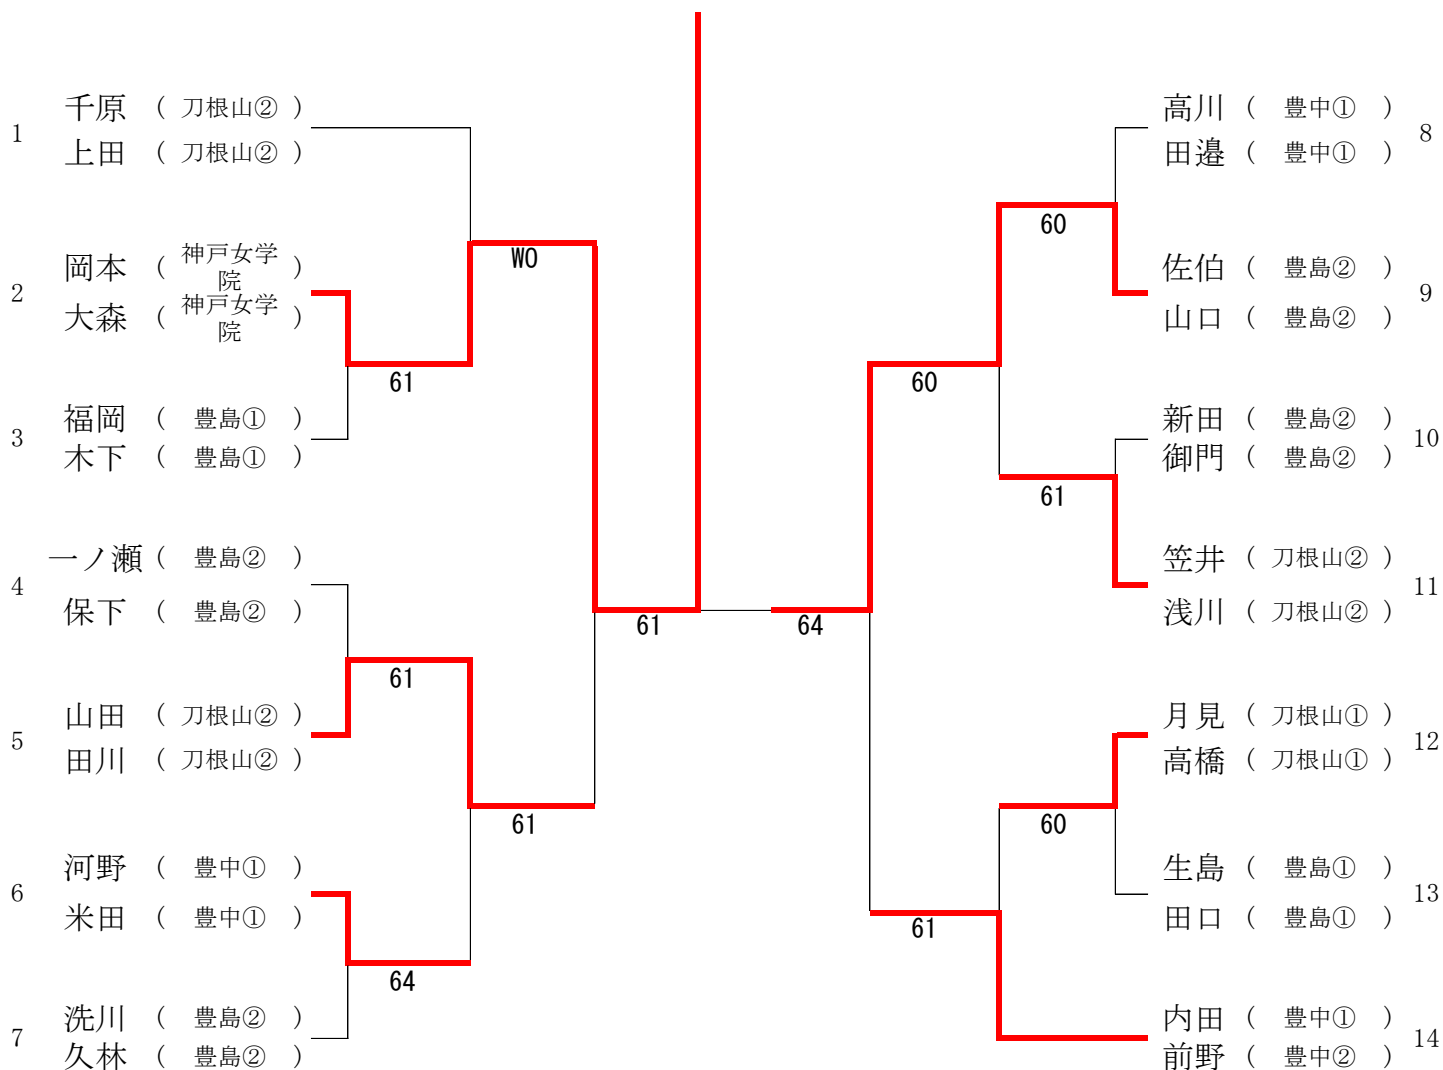 1
千原 ( 刀根山② )
上田 ( 刀根山② )
2
岡本 ( 神戸女学院 )
大森 ( 神戸女学院 )
3
福岡 ( 豊島① )
木下 ( 豊島① )
4
一ノ瀬 ( 豊島② )
保下 ( 豊島② )
5
山田 ( 刀根山② )
田川 ( 刀根山② )
6
河野 ( 豊中① )
米田 ( 豊中① )
7
洗川 ( 豊島② )
久林 ( 豊島② )
WO
61
61
61
64
61
64
60
60
61
60
61
高川 ( 豊中① )
田邉 ( 豊中① )
8
佐伯 ( 豊島② )
山口 ( 豊島② )
9
新田 ( 豊島② )
御門 ( 豊島② )
10
笠井 ( 刀根山② )
浅川 ( 刀根山② )
11
月見 ( 刀根山① )
高橋 ( 刀根山① )
12
生島 ( 豊島① )
田口 ( 豊島① )
13
内田 ( 豊中① )
前野 ( 豊中② )
14